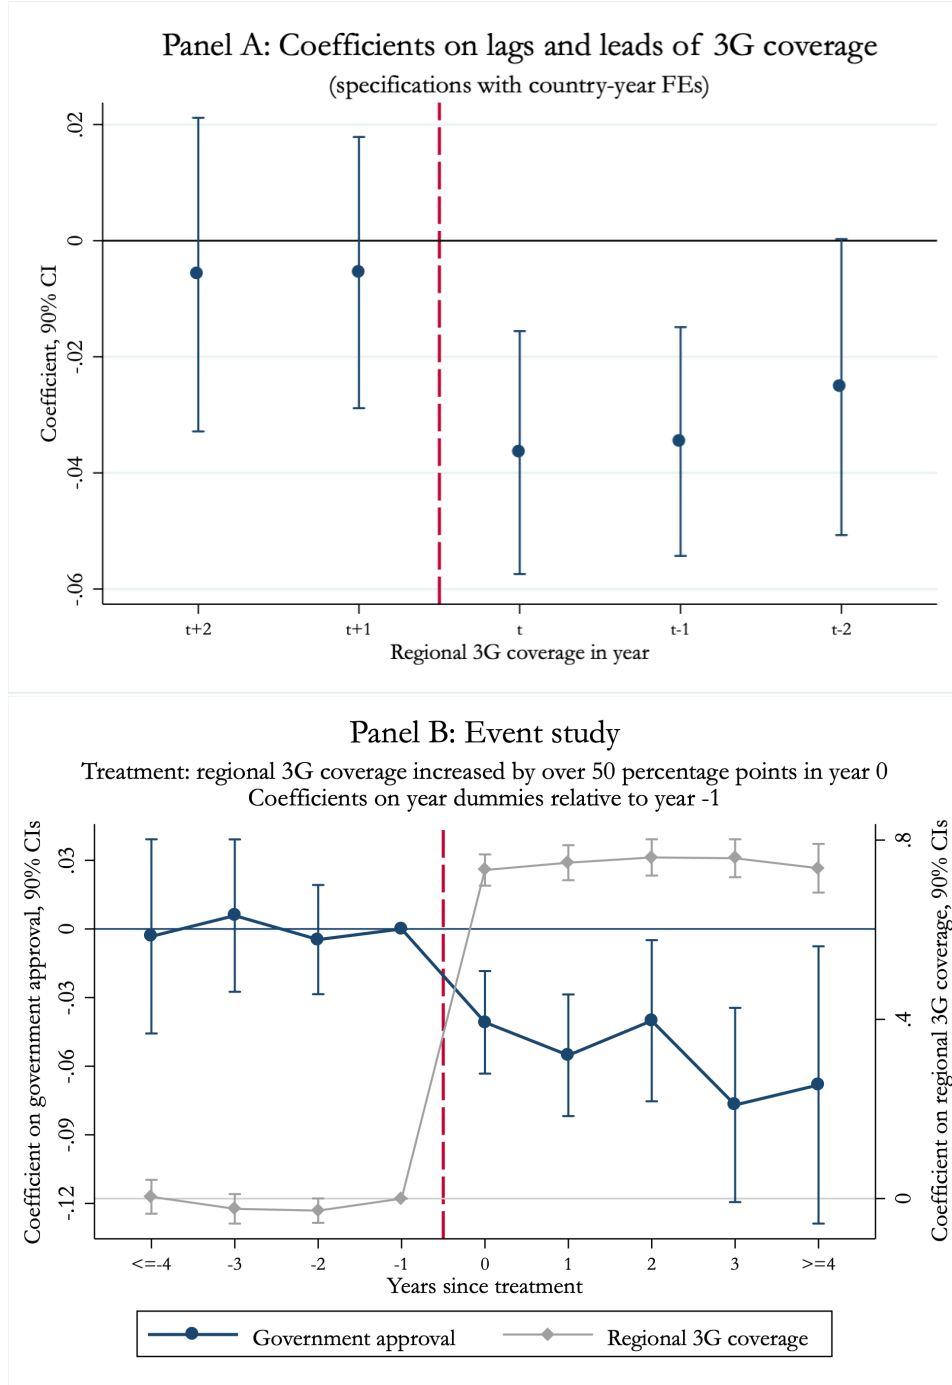 Panel A: Coefficients on lags and leads of 3G coverage
(specifications with country-year FEs)
Coefficient, 90% CI
.02
0
-.02
-.04
-.06
t+2 t+1 t t-1 t-2
Regional 3G coverage in year
Panel B: Event study
Treatment: regional 3G coverage increased by over 50 percentage points in year 0
Coefficients on year dummies relative to year -1
Coefficient on government approval, 90% CIs
.03
0
-.03
-.06
-.09
-.12
.8
.4
0
Coefficient on regional 3G coverage, 90% CIs
<=-4 -3 -2 -1 0 1 2 3 >=4
Years since treatment
Government approval Regional 3G coverage